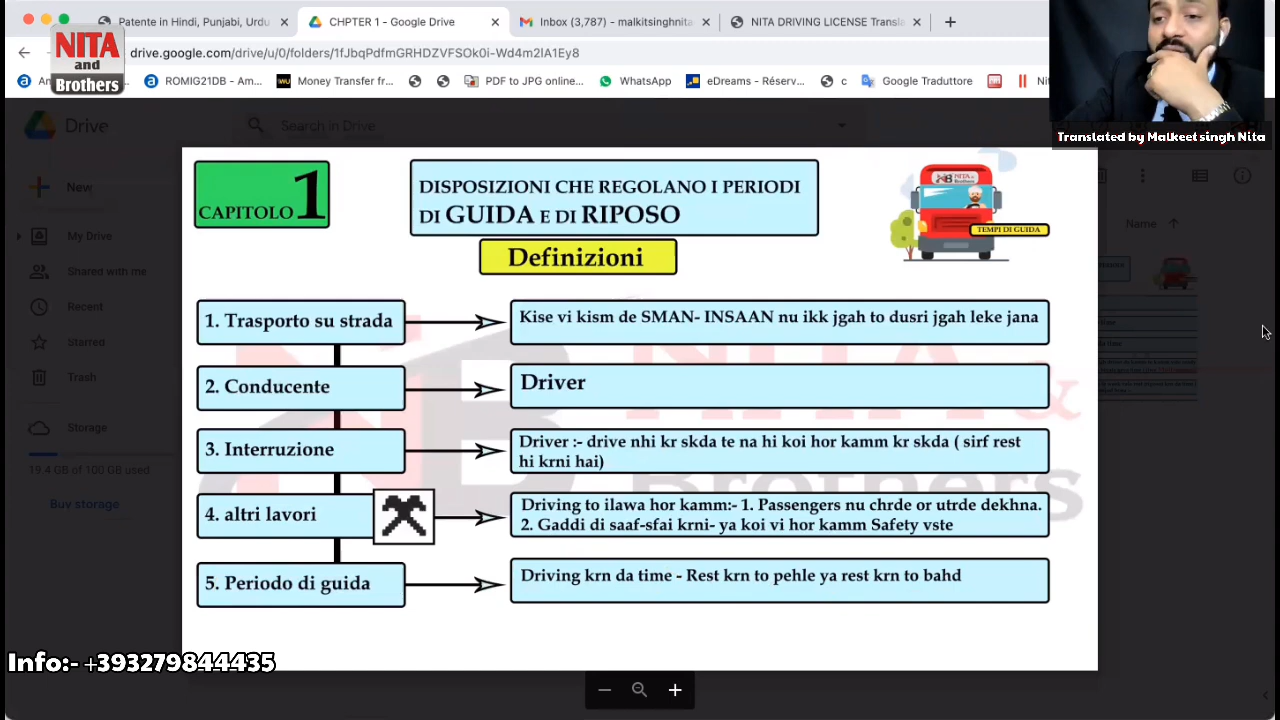 Patente in Hindi, Punjabi, Urdu
CHPTER 1 - Google Drive
Inbox (3,787) - malkitsinghnita
NITA DRIVING LICENSE Transla
drive.google.com/drive/u/0/folders/1fJbqPdfmGRHDZVFSOk0i-Wd4m2IA1Ey8
NITA
and
Brothers
ROMIG21DB - Am...
Money Transfer fr...
PDF to JPG online...
WhatsApp
eDreams - Réserv...
c
Google Traduttore
Translated by Malkeet singh Nita
Drive
Search in Drive
New
My Drive
Shared with me
Recent
Starred
Trash
Storage
19.4 GB of 100 GB used
Buy storage
Name
CAPITOLO 1
DISPOSIZIONI CHE REGOLANO I PERIODI
DI GUIDA E DI RIPOSO
Definizioni
NITA &
Brothers
TEMPI DI GUIDA
1. Trasporto su strada
Kise vi kism de SMAN- INSAAN nu ikk jgah to dusri jgah leke jana
2. Conducente
Driver
3. Interruzione
Driver :- drive nhi kr skda te na hi koi hor kamm kr skda ( sirf rest
hi krni hai)
4. altri lavori
Driving to ilawa hor kamm:- 1. Passengers nu chrde or utrde dekhna.
2. Gaddi di saaf-sfai krni- ya koi vi hor kamm Safety vste
5. Periodo di guida
Driving krn da time - Rest krn to pehle ya rest krn to bahd
Info:- +393279844435